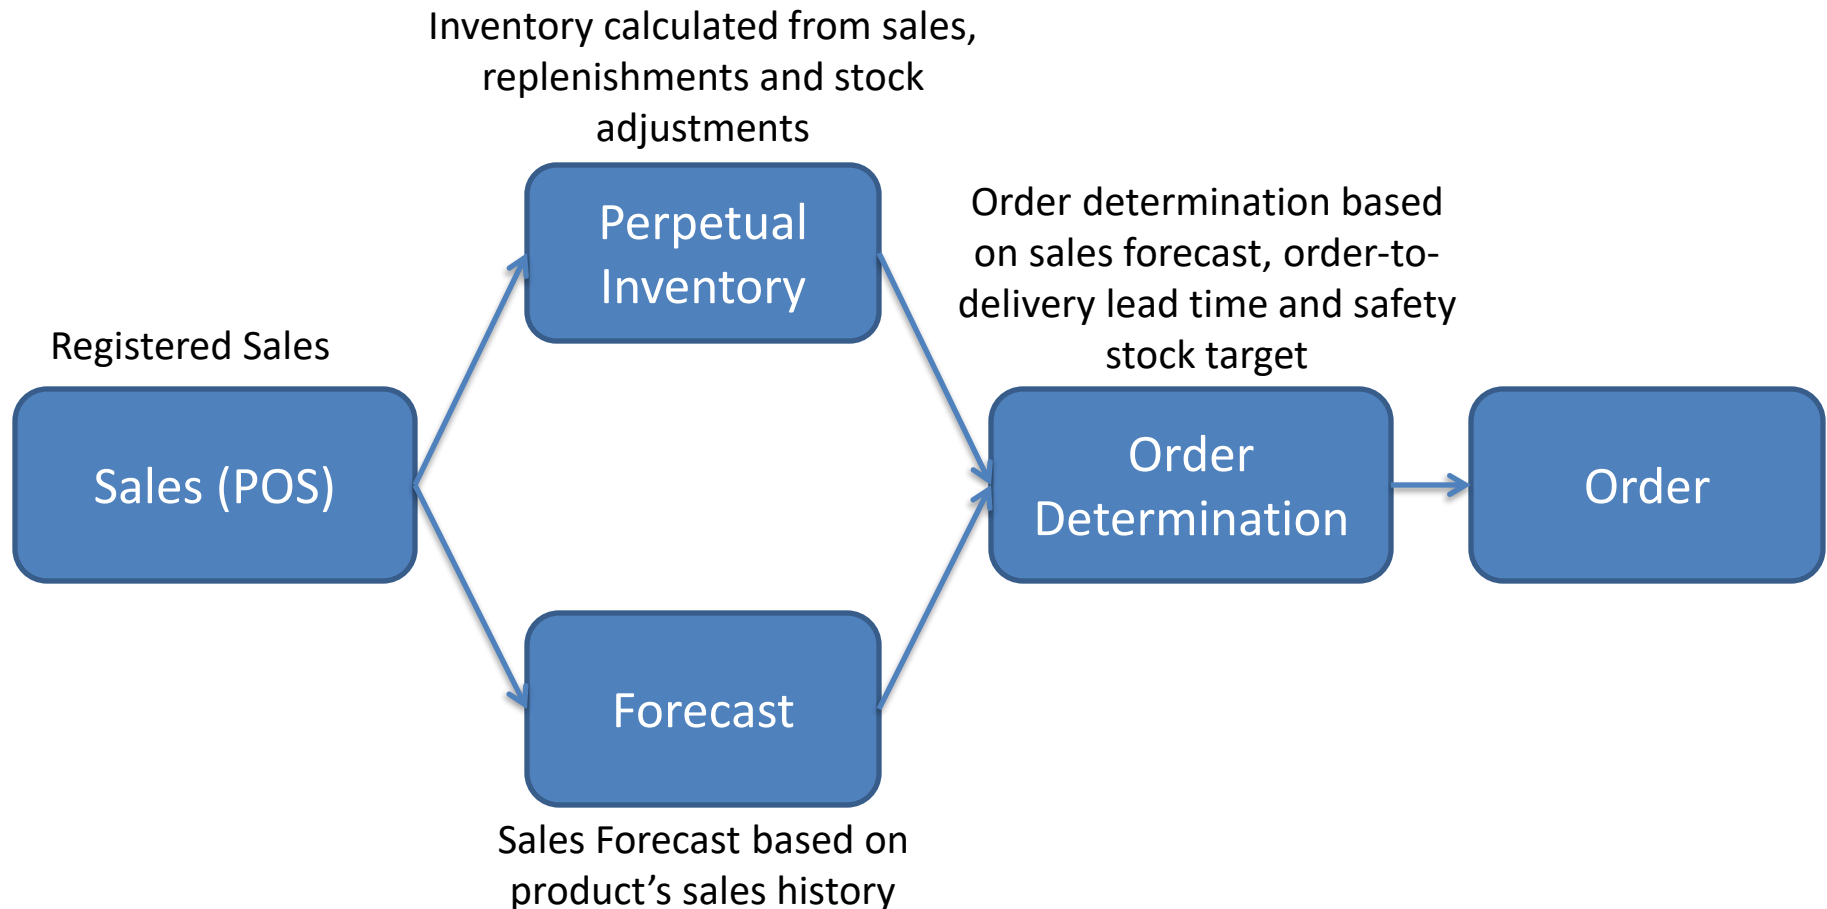 Inventory calculated from sales,
replenishments and stock
adjustments
Perpetual
Inventory
Order determination based
on sales forecast, order-to-
delivery lead time and safety
stock target
Registered Sales
Sales (POS)
Order
Determination
Order
Forecast
Sales Forecast based on
product’s sales history